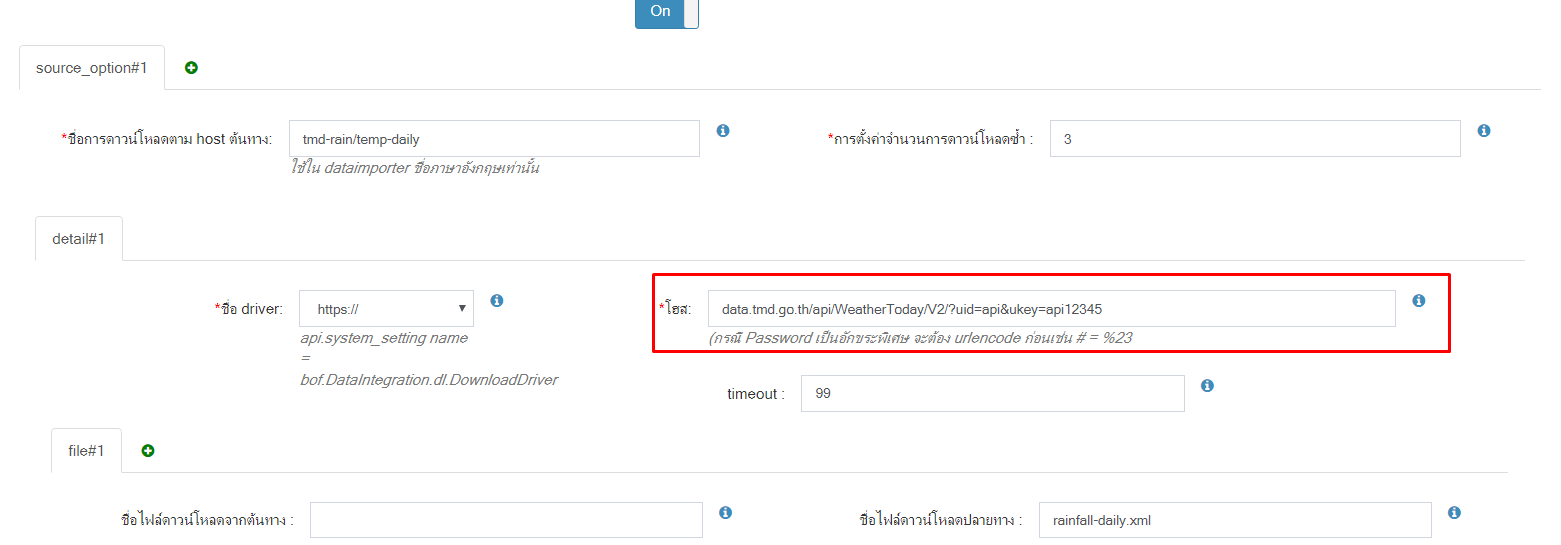 On
source_option#1
*ชื่อการดาวน์โหลดตาม host ต้นทาง: tmd-rain/temp-daily *การตั้งค่าจำนวนการดาวน์โหลดซ้ำ : 3
ใช้ใน dataimporter ชื่อภาษาอังกฤษเท่านั้น
detail#1
*ชื่อ driver: https:// *โฮส: data.tmd.go.th/api/WeatherToday/V2/?uid=api&ukey=api12345
api.system_setting name (กรณี Password เป็นอักขระพิเศษ จะต้อง urlencode ก่อนเช่น # = %23
=
bof.DataIntegration.dl.DownloadDriver
timeout : 99
file#1
ชื่อไฟล์ดาวน์โหลดจากต้นทาง : ชื่อไฟล์ดาวน์โหลดปลายทาง : rainfall-daily.xml